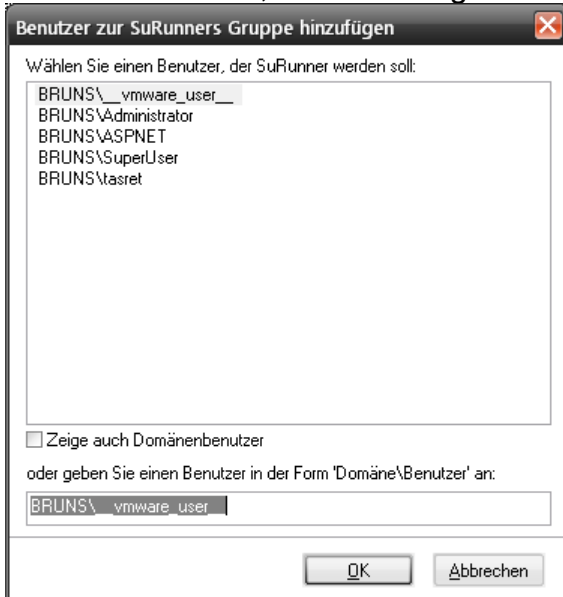 Benutzer zur SuRunners Gruppe hinzufügen
Wählen Sie einen Benutzer, der SuRunner werden soll:
BRUNS\__vmware_user__
BRUNS\Administrator
BRUNS\ASPNET
BRUNS\SuperUser
BRUNS\tasret
Zeige auch Domänenbenutzer
oder geben Sie einen Benutzer in der Form 'Domäne\Benutzer' an:
BRUNS\__vmware_user__
OK
Abbrechen